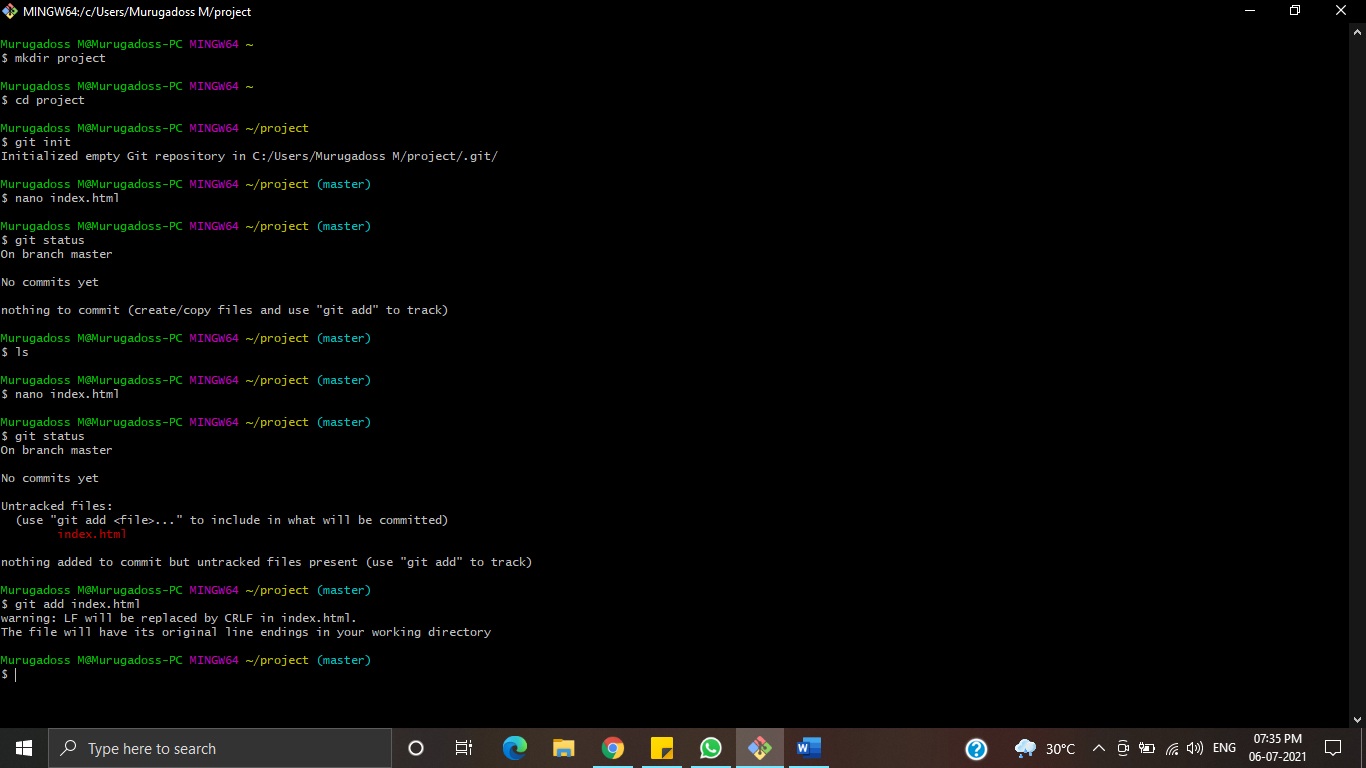 MINGW64:/c/Users/Murugadoss M/project
Murugadoss M@Murugadoss-PC MINGW64 ~
$ mkdir project
Murugadoss M@Murugadoss-PC MINGW64 ~
$ cd project
Murugadoss M@Murugadoss-PC MINGW64 ~/project
$ git init
Initialized empty Git repository in C:/Users/Murugadoss M/project/.git/
Murugadoss M@Murugadoss-PC MINGW64 ~/project (master)
$ nano index.html
Murugadoss M@Murugadoss-PC MINGW64 ~/project (master)
$ git status
On branch master
No commits yet
nothing to commit (create/copy files and use "git add" to track)
Murugadoss M@Murugadoss-PC MINGW64 ~/project (master)
$ ls
Murugadoss M@Murugadoss-PC MINGW64 ~/project (master)
$ nano index.html
Murugadoss M@Murugadoss-PC MINGW64 ~/project (master)
$ git status
On branch master
No commits yet
Untracked files:
(use "git add <file>..." to include in what will be committed)
index.html
nothing added to commit but untracked files present (use "git add" to track)
Murugadoss M@Murugadoss-PC MINGW64 ~/project (master)
$ git add index.html
warning: LF will be replaced by CRLF in index.html.
The file will have its original line endings in your working directory
Murugadoss M@Murugadoss-PC MINGW64 ~/project (master)
$
Type here to search
30°C
ENG
07:35 PM
06-07-2021